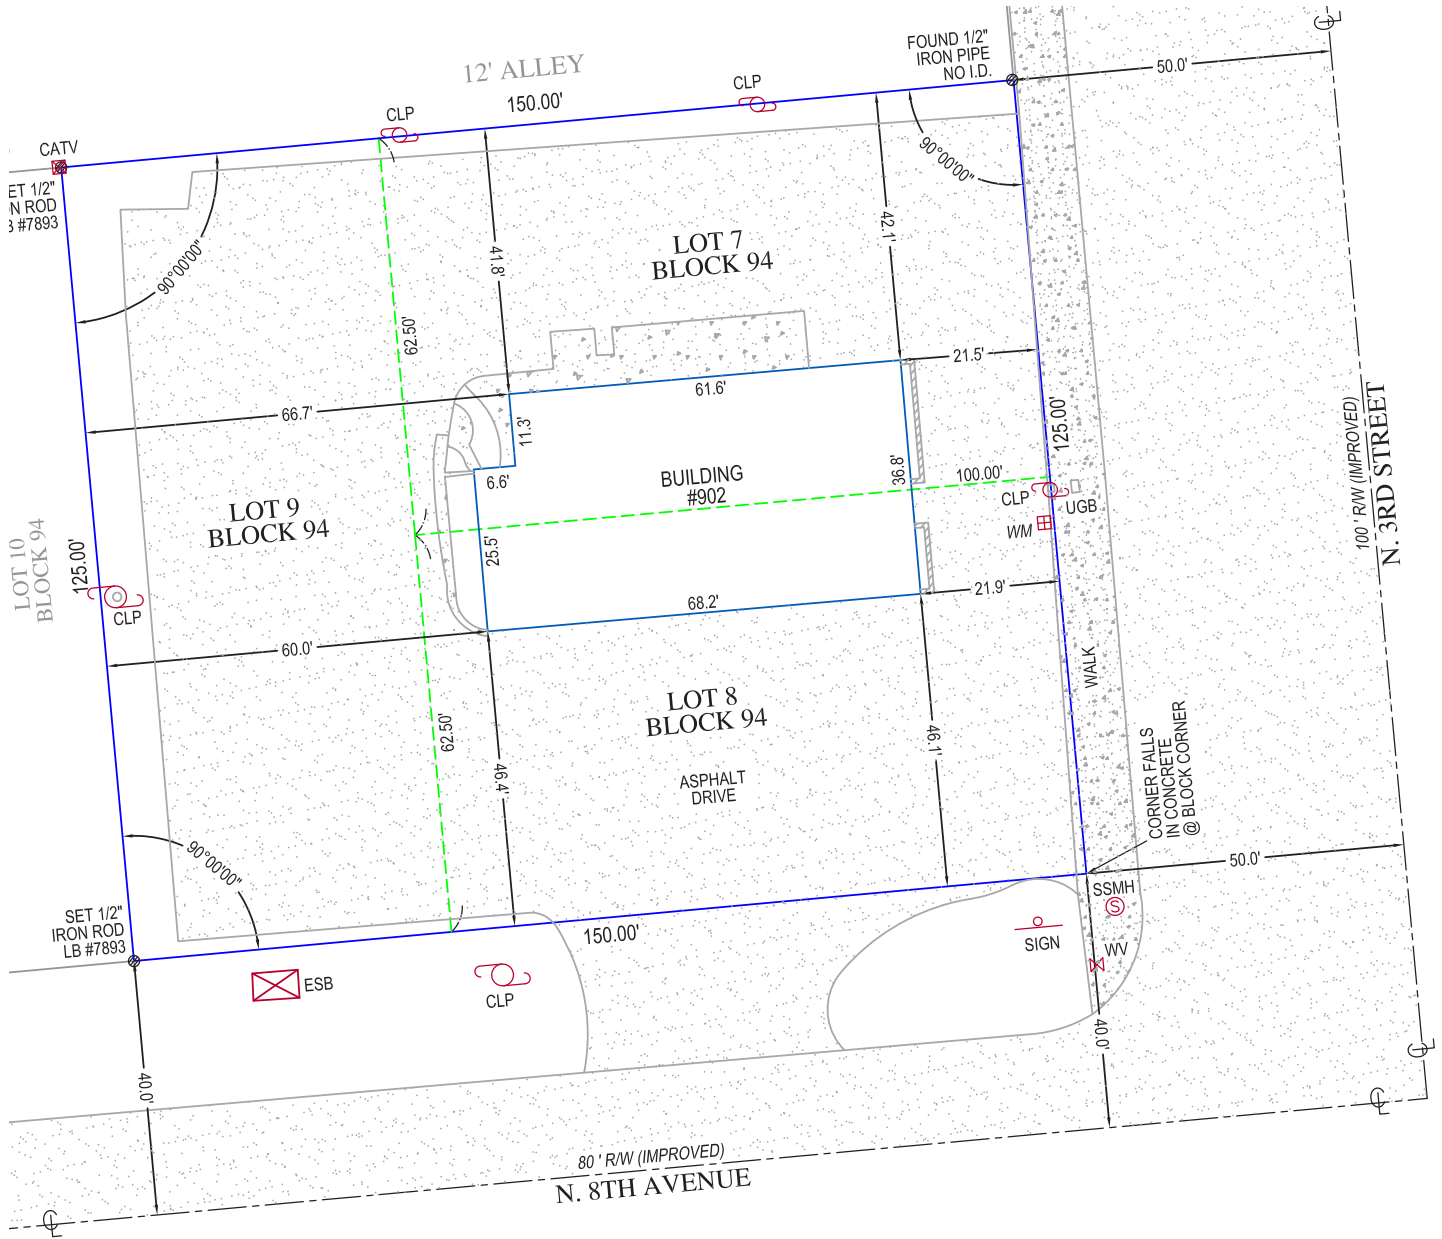 12' ALLEY
150.00'
FOUND 1/2"
IRON PIPE
NO I.D.
50.0'
CLP
CLP
CATV
ET 1/2"
N ROD
#7893
90°00'00"
90°00'00"
41.8'
42.1'
LOT 7
BLOCK 94
62.50'
21.5'
66.7'
61.6'
11.3'
6.6'
125.00'
100' R/W (IMPROVED)
N. 3RD STREET
BUILDING
#902
36.8'
100.00'
CLP
UGB
WM
LOT 9
BLOCK 94
LOT 10
BLOCK 94
125.00'
CLP
25.5'
68.2'
21.9'
60.0'
WALK
LOT 8
BLOCK 94
62.50'
46.4'
46.1'
ASPHALT
DRIVE
CORNER FALLS
IN CONCRETE
@ BLOCK CORNER
90°00'00"
50.0'
SET 1/2"
IRON ROD
LB #7893
150.00'
SSMH
S
SIGN
WV
ESB
CLP
40.0'
40.0'
80 ' R/W (IMPROVED)
N. 8TH AVENUE